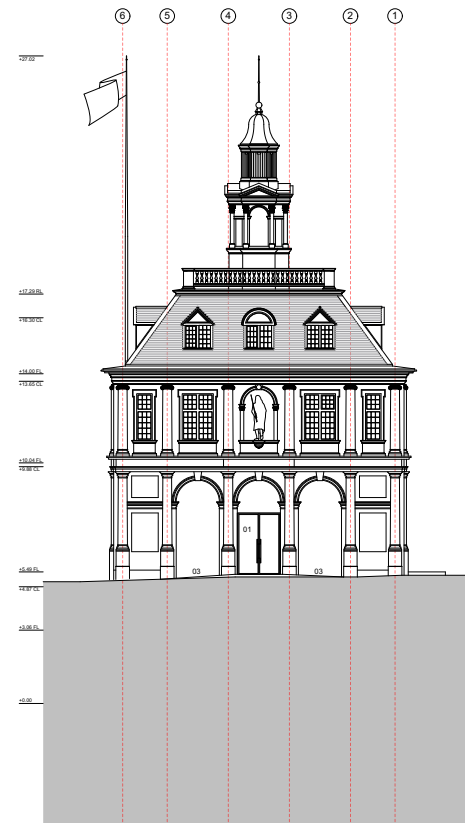 6 5 4 3 2 1
+27.02
+17.29 RL
+16.30 CL
+14.00 FL
+13.65 CL
+10.04 FL
+9.88 CL
01
+5.49 FL
03 03
+4.87 CL
+3.06 FL
+0.00